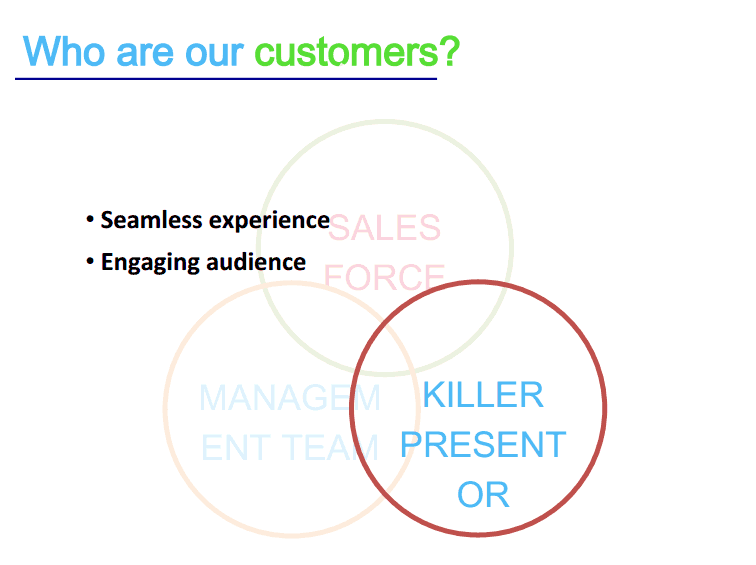 Who are our customers?
• Seamless experience
• Engaging audience
SALES
FORCE
MANAGEM
ENT TEAM
KILLER
PRESENT
OR